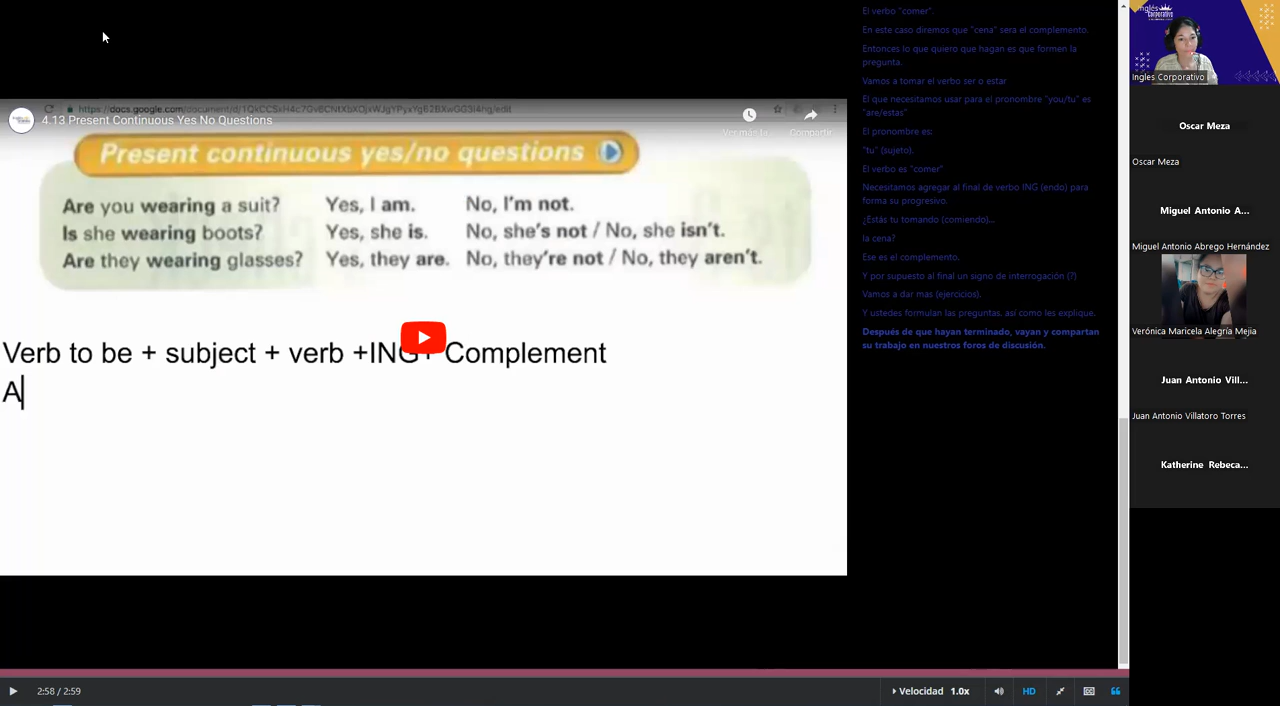 https://docs.google.com/document/d/
4.13 Present Continuous Yes No Questions
Ver más ta...
Compartir
Present continuous yes/no questions
Are you wearing a suit? Yes, I am. No, I'm not.
Is she wearing boots? Yes, she is. No, she's not / No, she isn't.
Are they wearing glasses? Yes, they are. No, they're not / No, they aren't.
Verb to be + subject + verb +ING+ Complement
A
2:58 / 2:59
Velocidad 1.0x
HD
El verbo "comer".
En este caso diremos que "cena" sera el complemento.
Entonces lo que quiero que hagan es que formen la
pregunta.
Vamos a tomar el verbo ser o estar
El que necesitamos usar para el pronombre "you/tu" es
"are/estas"
El pronombre es:
"tu" (sujeto).
El verbo es "comer"
Necesitamos agregar al final de verbo ING (endo) para
forma su progresivo.
¿Estás tu tomando (comiendo)...
la cena?
Ese es el complemento.
Y por supuesto al final un signo de interrogación (?)
Vamos a dar mas (ejercicios).
Y ustedes formulan las preguntas. así como les explique.
Después de que hayan terminado, vayan y compartan
su trabajo en nuestros foros de discusión.
Inglés
Corporativo
Ingles Corporativo
Oscar Meza
Oscar Meza
Miguel Antonio A...
Miguel Antonio Abrego Hernández
Verónica Maricela Alegría Mejia
Juan Antonio Vill...
Juan Antonio Villatoro Torres
Katherine Rebeca...